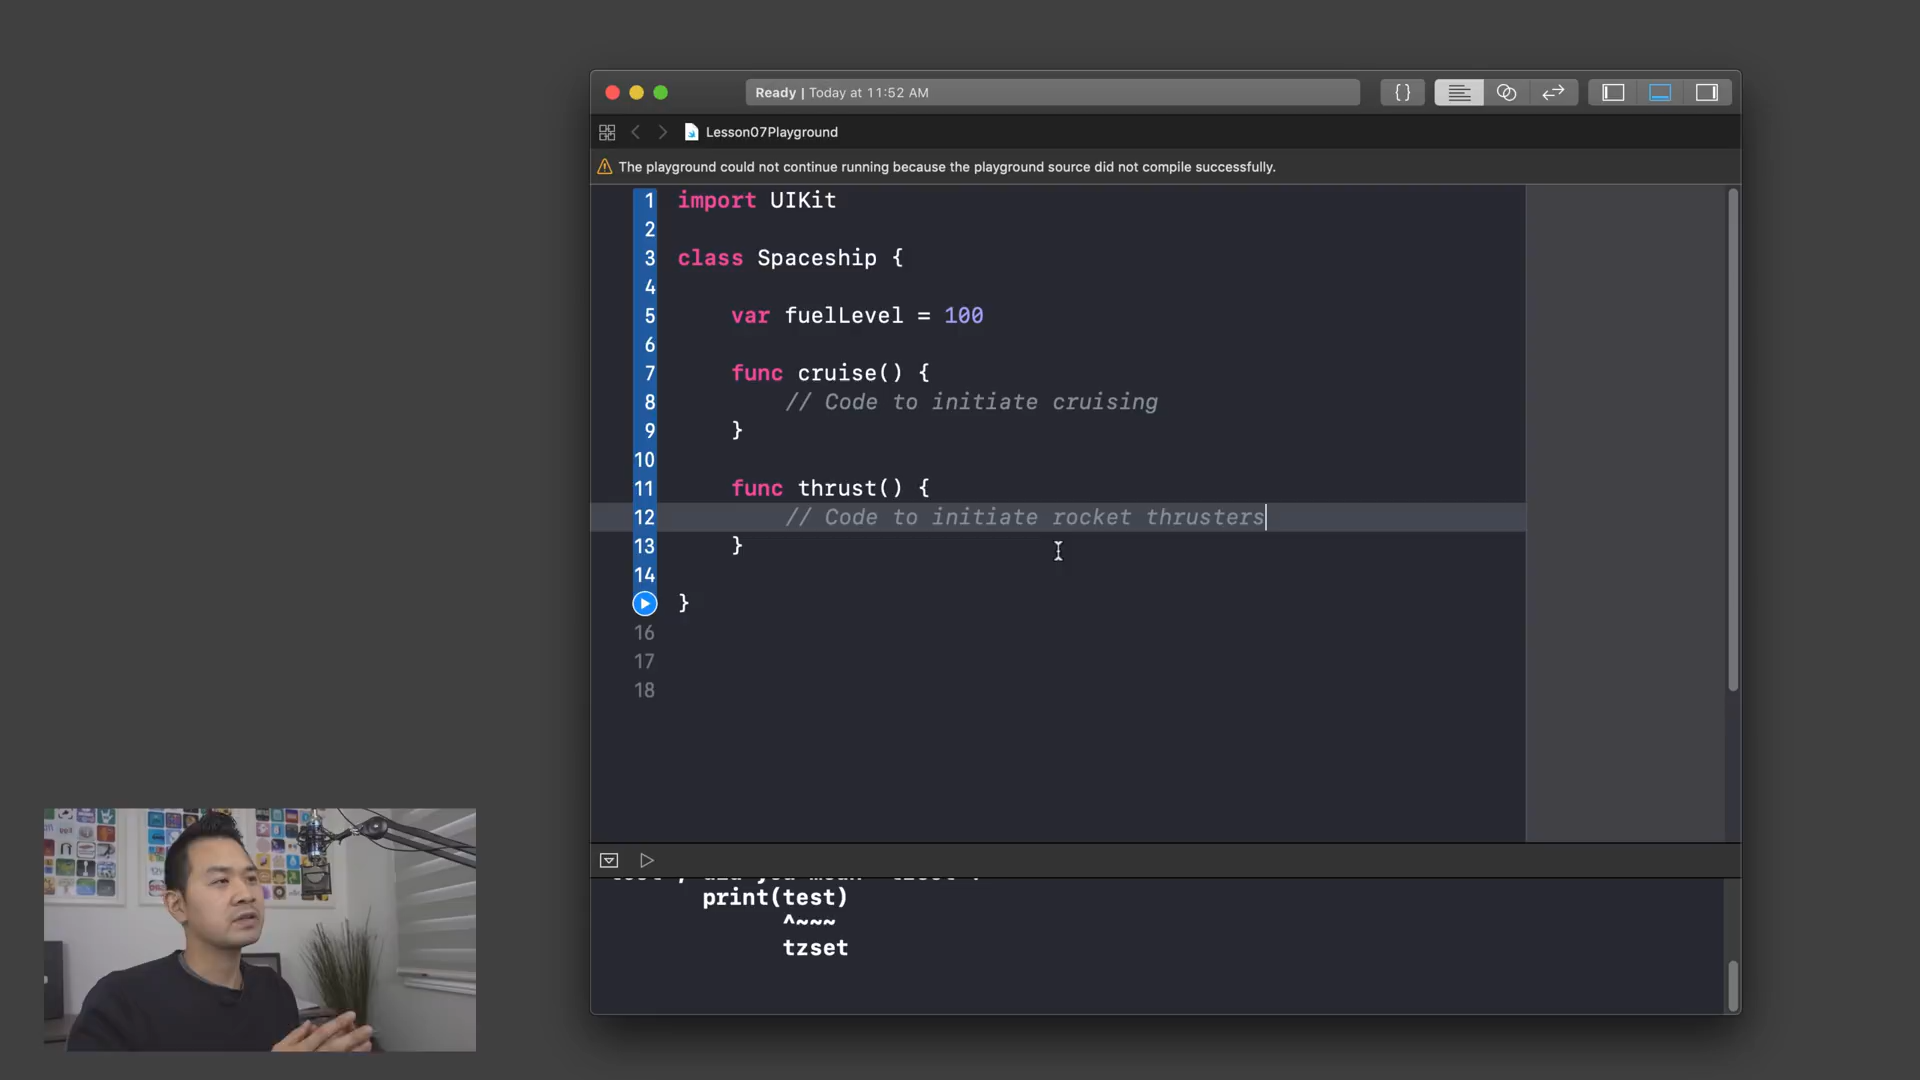 Ready | Today at 11:52 AM
{}
Lesson07Playground
The playground could not continue running because the playground source did not compile successfully.
1 import UIKit
2
3 class Spaceship {
4
5 var fuelLevel = 100
6
7 func cruise() {
8 // Code to initiate cruising
9 }
10
11 func thrust() {
12 // Code to initiate rocket thrusters
13 }
14
}
16
17
18
print(test)
^~~~
tzset